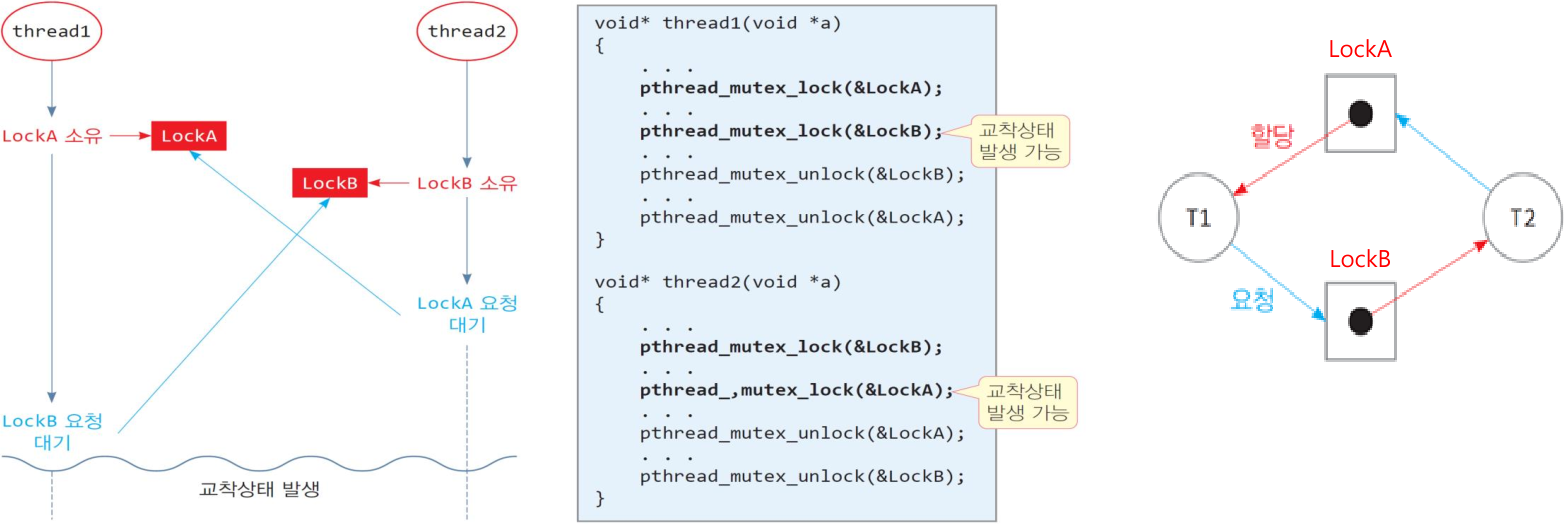 thread1
thread2
LockA 소유
LockA
LockB
LockB 소유
LockA 요청
대기
LockB 요청
대기
교착상태 발생
void* thread1(void *a)
{
. . .
pthread_mutex_lock(&LockA);
. . .
pthread_mutex_lock(&LockB);
교착상태
발생 가능
. . .
pthread_mutex_unlock(&LockB);
. . .
pthread_mutex_unlock(&LockA);
}
void* thread2(void *a)
{
. . .
pthread_mutex_lock(&LockB);
. . .
pthread_,mutex_lock(&LockA);
교착상태
발생 가능
. . .
pthread_mutex_unlock(&LockA);
. . .
pthread_mutex_unlock(&LockB);
}
LockA
할당
T1
T2
LockB
요청